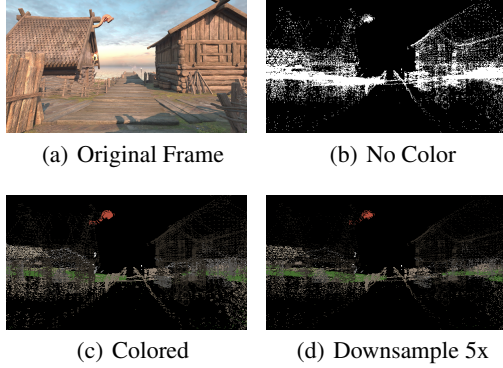 (a) Original Frame
(b) No Color
(c) Colored
(d) Downsample 5x